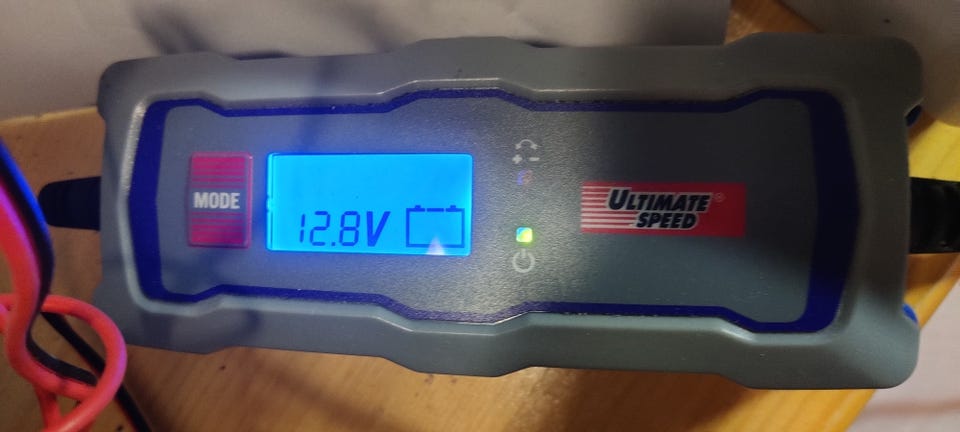 MODE
12.8V
+ -
ULTIMATE
SPEED®